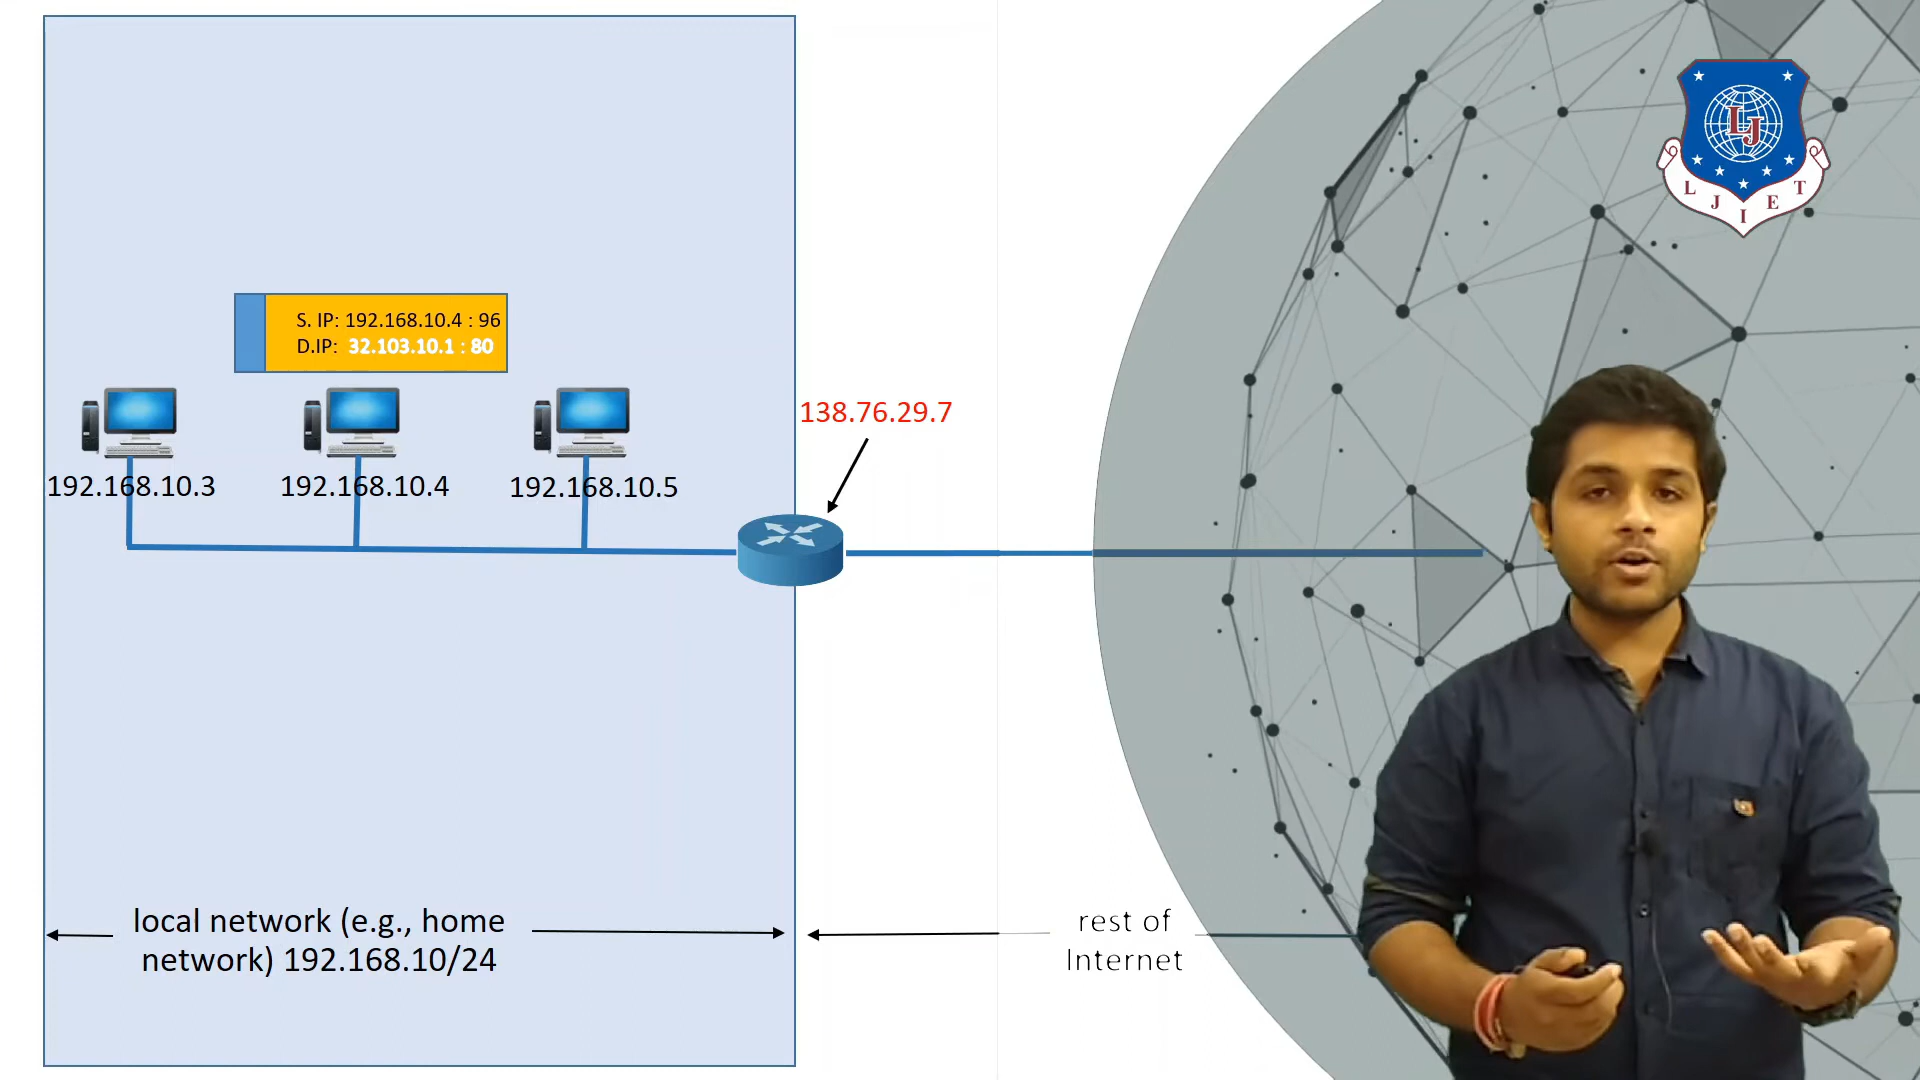 S. IP: 192.168.10.4 : 96
D.IP: 32.103.10.1 : 80
192.168.10.3
192.168.10.4
192.168.10.5
138.76.29.7
local network (e.g., home
network) 192.168.10/24
rest of
Internet
LJ
L J I E T